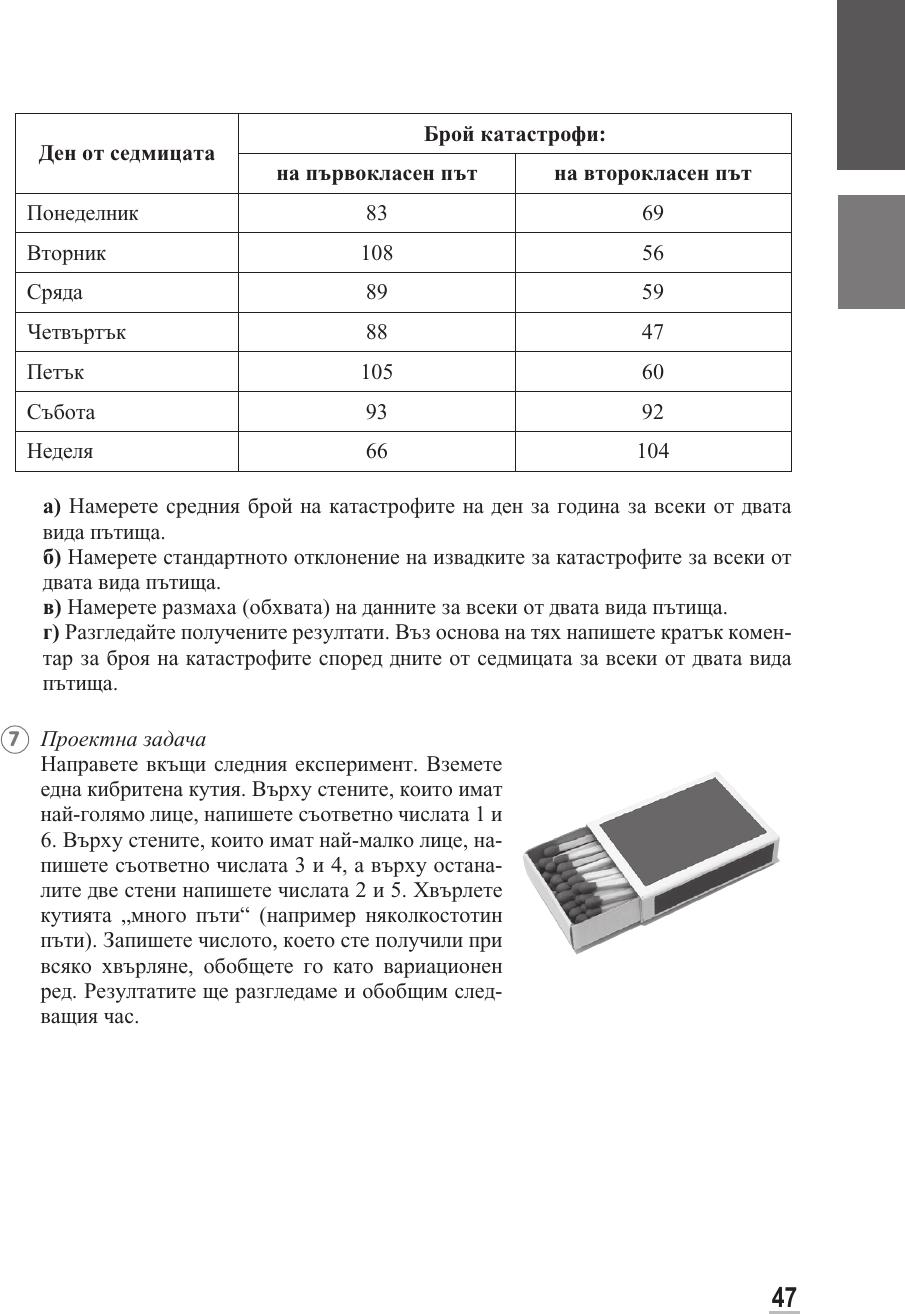 Ден от седмицата
Брой катастрофи:
на първокласен път на второкласен път
Понеделник 83 69
Вторник 108 56
Сряда 89 59
Четвъртък 88 47
Петък 105 60
Събота 93 92
Неделя 66 104
а) Намерете средния брой на катастрофите на ден за година за всеки от двата
вида пътища.
б) Намерете стандартното отклонение на извадките за катастрофите за всеки от
двата вида пътища.
в) Намерете размаха (обхвата) на данните за всеки от двата вида пътища.
г) Разгледайте получените резултати. Въз основа на тях напишете кратък комен-
тар за броя на катастрофите според дните от седмицата за всеки от двата вида
пътища.
7 Проектна задача
Направете вкъщи следния експеримент. Вземете
една кибритена кутия. Върху стените, които имат
най-голямо лице, напишете съответно числата 1 и
6. Върху стените, които имат най-малко лице, на-
пишете съответно числата 3 и 4, а върху остана-
лите две стени напишете числата 2 и 5. Хвърлете
кутията „много пъти“ (например няколкостотин
пъти). Запишете числото, което сте получили при
всяко хвърляне, обобщете го като вариационен
ред. Резултатите ще разгледаме и обобщим след-
ващия час.
47